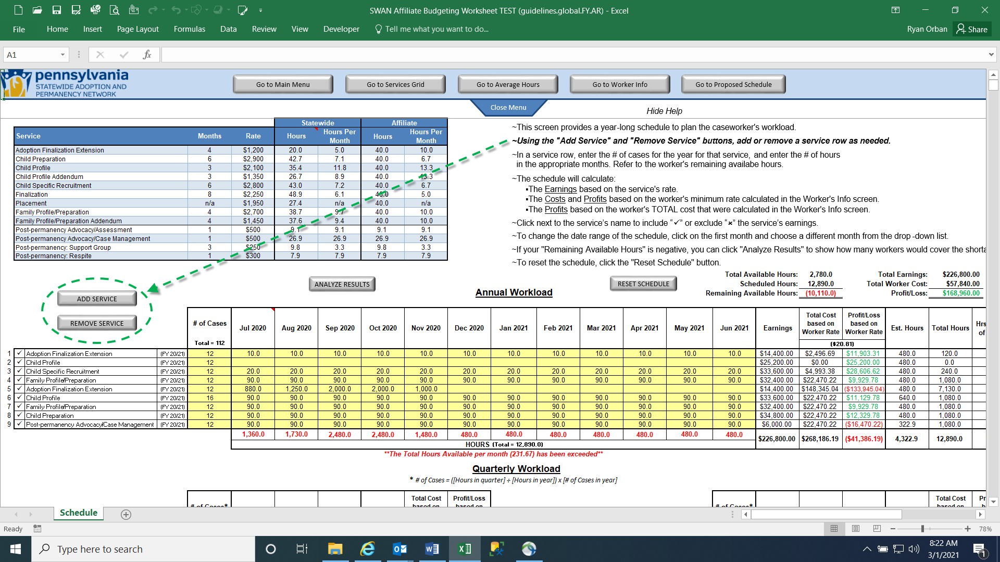 SWAN Affiliate Budgeting Worksheet TEST (guidelines.global.FY.AR) - Excel
File Home Insert Page Layout Formulas Data Review View Developer Tell me what you want to do... Ryan Orban Share
A1 fx
pennsylvania
STATEWIDE ADOPTION AND
PERMANENCY NETWORK
Go to Main Menu Go to Services Grid Go to Average Hours Go to Worker Info Go to Proposed Schedule
Close Menu
Hide Help
Statewide Affiliate
Service Months Rate Hours Hours Per Month Hours Hours Per Month
Adoption Finalization Extension 4 $1,200 20.0 5.0 40.0 10.0
Child Preparation 6 $2,900 42.7 7.1 40.0 6.7
Child Profile 3 $2,100 35.4 11.8 40.0 13.3
Child Profile Addendum 3 $1,350 26.7 8.9 40.0 13.3
Child Specific Recruitment 6 $2,800 43.0 7.2 40.0 6.7
Finalization 8 $2,250 48.9 6.1 40.0 5.0
Placement n/a $1,950 27.4 n/a 40.0 n/a
Family Profile/Preparation 4 $2,700 38.7 9.7 40.0 10.0
Family Profile/Preparation Addendum 4 $1,450 37.6 9.4 40.0 10.0
Post-permanency Advocacy/Assessment 1 $500 9.1 9.1 9.1 9.1
Post-permanency Advocacy/Case Management 1 $500 26.9 26.9 26.9 26.9
Post-permanency: Support Group 3 $250 9.8 3.3 9.8 3.3
Post-permanency: Respite 1 $300 7.9 7.9 7.9 7.9
~This screen provides a year-long schedule to plan the caseworker's workload.
~Using the "Add Service" and "Remove Service" buttons, add or remove a service row as needed.
~In a service row, enter the # of cases for the year for that service, and enter the # of hours
in the appropriate months. Refer to the worker's remaining availabe hours.
~The schedule will calculate:
▪The Earnings based on the service's rate.
▪The Costs and Profits based on the worker's minimum rate calculated in the Worker's Info screen.
▪The Profits based on the worker's TOTAL cost that were calculated in the Worker's Info screen.
~Click next to the service's name to include "✓" or exclude "×" the service's earnings.
~To change the date range of the schedule, click on the first month and choose a different month from the drop-down list.
~If your "Remaining Available Hours" is negative, you can click "Analyze Results" to show how many workers would cover the shorta
~To reset the schedule, click the "Reset Schedule" button.
ADD SERVICE
REMOVE SERVICE
ANALYZE RESULTS
Annual Workload
RESET SCHEDULE
Total Available Hours: 2,780.0 Total Earnings: $226,800.00
Scheduled Hours: 12,890.0 Total Worker Cost: $57,840.00
Remaining Available Hours: (10,110.0) Profit/Loss: $168,960.00
# of Cases Jul 2020 Aug 2020 Sep 2020 Oct 2020 Nov 2020 Dec 2020 Jan 2021 Feb 2021 Mar 2021 Apr 2021 May 2021 Jun 2021 Earnings Total Cost based on Worker Rate Profit/Loss based on Worker Rate Est. Hours Total Hours Hrs of
Total = 112 ($20.81)
1 ✓ Adoption Finalization Extension (FY 20/21) 12 10.0 10.0 10.0 10.0 10.0 10.0 10.0 10.0 10.0 10.0 10.0 10.0 $14,400.00 $2,496.69 $11,903.31 480.0 120.0
2 ✓ Child Profile (FY 20/21) 12 $25,200.00 $0.00 $25,200.00 480.0 0.0
3 ✓ Child Specific Recruitment (FY 20/21) 12 20.0 20.0 20.0 20.0 20.0 20.0 20.0 20.0 20.0 20.0 20.0 20.0 $33,600.00 $4,993.38 $28,606.62 480.0 240.0
4 ✓ Family Profile/Preparation (FY 20/21) 12 90.0 90.0 90.0 90.0 90.0 90.0 90.0 90.0 90.0 90.0 90.0 90.0 $32,400.00 $22,470.22 $9,929.78 480.0 1,080.0
5 ✓ Adoption Finalization Extension (FY 20/21) 12 880.0 1,250.0 2,000.0 2,000.0 1,000.0 $14,400.00 $148,345.04 ($133,945.04) 480.0 7,130.0
6 ✓ Child Profile (FY 20/21) 16 90.0 90.0 90.0 90.0 90.0 90.0 90.0 90.0 90.0 90.0 90.0 90.0 $33,600.00 $22,470.22 $11,129.78 640.0 1,080.0
7 ✓ Family Profile/Preparation (FY 20/21) 12 90.0 90.0 90.0 90.0 90.0 90.0 90.0 90.0 90.0 90.0 90.0 90.0 $32,400.00 $22,470.22 $9,929.78 480.0 1,080.0
8 ✓ Child Preparation (FY 20/21) 12 90.0 90.0 90.0 90.0 90.0 90.0 90.0 90.0 90.0 90.0 90.0 90.0 $34,800.00 $22,470.22 $12,329.78 480.0 1,080.0
9 ✓ Post-permanency Advocacy/Case Management (FY 20/21) 12 90.0 90.0 90.0 90.0 90.0 90.0 90.0 90.0 90.0 90.0 90.0 90.0 $6,000.00 $22,470.22 ($16,470.22) 322.9 1,080.0
1,360.0 1,730.0 2,480.0 2,480.0 1,480.0 480.0 480.0 480.0 480.0 480.0 480.0 480.0 $226,800.00 $268,186.19 ($41,386.19) 4,322.9 12,890.0
HOURS (Total = 12,890.0)
**The Total Hours Available per month (231.67) has been exceeded**
Quarterly Workload
* # of Cases = ([Hours in quarter] ÷ [Hours in year]) x [# of Cases in year]
# of Cases* Total Cost based on Profit/Loss based on # of Cases* Total Cost based on Pr
Schedule
Ready 78%
Type here to search 8:22 AM
3/1/2021 1